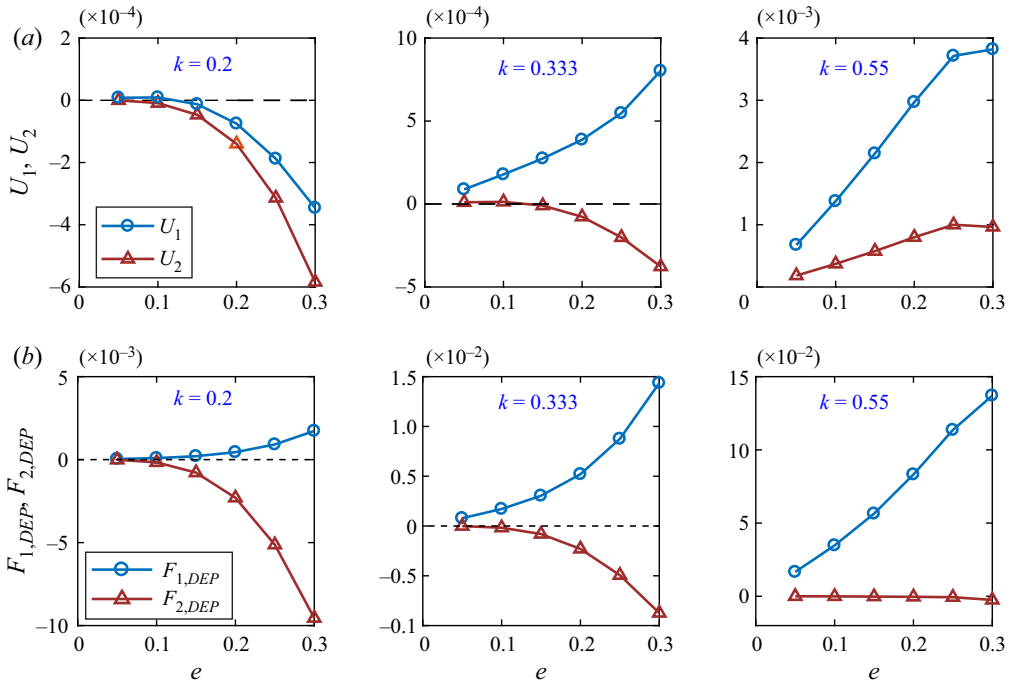 (a)
(×10–4) (×10–4) (×10–3)
k = 0.2 k = 0.333 k = 0.55
U1, U2
2 0 –2 –4 –6
10 5 0 –5
4 3 2 1
U1
U2
0 0.1 0.2 0.3
0 0.1 0.2 0.3
0 0.1 0.2 0.3
(b)
(×10–3) (×10–2) (×10–2)
k = 0.2 k = 0.333 k = 0.55
F1,DEP, F2,DEP
5 0 –5 –10
1.5 1.0 0.5 0 –0.5 –0.1
15 10 5 0
F1,DEP
F2,DEP
0 0.1 0.2 0.3
0 0.1 0.2 0.3
0 0.1 0.2 0.3
e e e